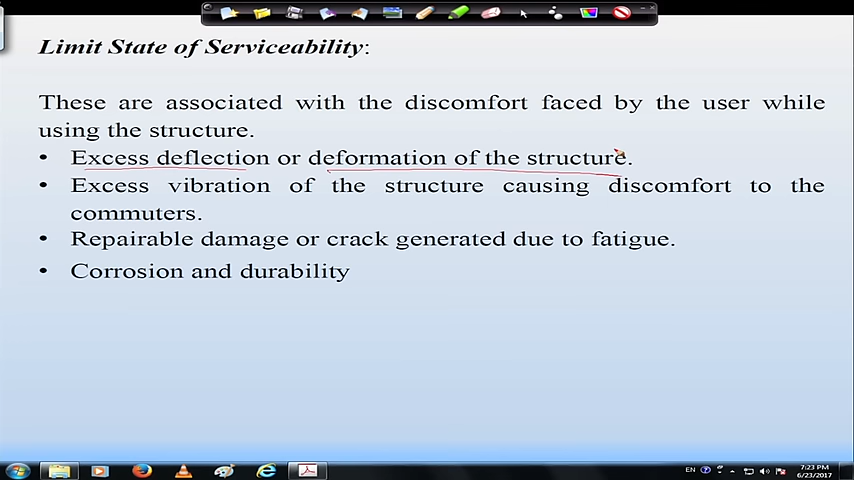 Limit State of Serviceability:
These are associated with the discomfort faced by the user while
using the structure.
• Excess deflection or deformation of the structure.
• Excess vibration of the structure causing discomfort to the
commuters.
• Repairable damage or crack generated due to fatigue.
• Corrosion and durability
EN
7:23 PM
6/23/2017